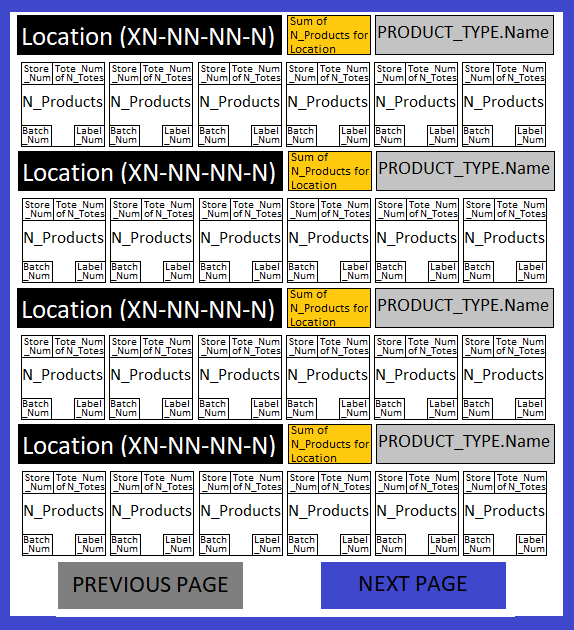 Location (XN-NN-NN-N)
Sum of
N_Products for
Location
PRODUCT_TYPE.Name
Store
_Num
Tote_Num
of N_Totes
N_Products
Batch
_Num
Label
_Num
Store
_Num
Tote_Num
of N_Totes
N_Products
Batch
_Num
Label
_Num
Store
_Num
Tote_Num
of N_Totes
N_Products
Batch
_Num
Label
_Num
Store
_Num
Tote_Num
of N_Totes
N_Products
Batch
_Num
Label
_Num
Store
_Num
Tote_Num
of N_Totes
N_Products
Batch
_Num
Label
_Num
Store
_Num
Tote_Num
of N_Totes
N_Products
Batch
_Num
Label
_Num
Location (XN-NN-NN-N)
Sum of
N_Products for
Location
PRODUCT_TYPE.Name
Store
_Num
Tote_Num
of N_Totes
N_Products
Batch
_Num
Label
_Num
Store
_Num
Tote_Num
of N_Totes
N_Products
Batch
_Num
Label
_Num
Store
_Num
Tote_Num
of N_Totes
N_Products
Batch
_Num
Label
_Num
Store
_Num
Tote_Num
of N_Totes
N_Products
Batch
_Num
Label
_Num
Store
_Num
Tote_Num
of N_Totes
N_Products
Batch
_Num
Label
_Num
Store
_Num
Tote_Num
of N_Totes
N_Products
Batch
_Num
Label
_Num
Location (XN-NN-NN-N)
Sum of
N_Products for
Location
PRODUCT_TYPE.Name
Store
_Num
Tote_Num
of N_Totes
N_Products
Batch
_Num
Label
_Num
Store
_Num
Tote_Num
of N_Totes
N_Products
Batch
_Num
Label
_Num
Store
_Num
Tote_Num
of N_Totes
N_Products
Batch
_Num
Label
_Num
Store
_Num
Tote_Num
of N_Totes
N_Products
Batch
_Num
Label
_Num
Store
_Num
Tote_Num
of N_Totes
N_Products
Batch
_Num
Label
_Num
Store
_Num
Tote_Num
of N_Totes
N_Products
Batch
_Num
Label
_Num
Location (XN-NN-NN-N)
Sum of
N_Products for
Location
PRODUCT_TYPE.Name
Store
_Num
Tote_Num
of N_Totes
N_Products
Batch
_Num
Label
_Num
Store
_Num
Tote_Num
of N_Totes
N_Products
Batch
_Num
Label
_Num
Store
_Num
Tote_Num
of N_Totes
N_Products
Batch
_Num
Label
_Num
Store
_Num
Tote_Num
of N_Totes
N_Products
Batch
_Num
Label
_Num
Store
_Num
Tote_Num
of N_Totes
N_Products
Batch
_Num
Label
_Num
Store
_Num
Tote_Num
of N_Totes
N_Products
Batch
_Num
Label
_Num
PREVIOUS PAGE
NEXT PAGE